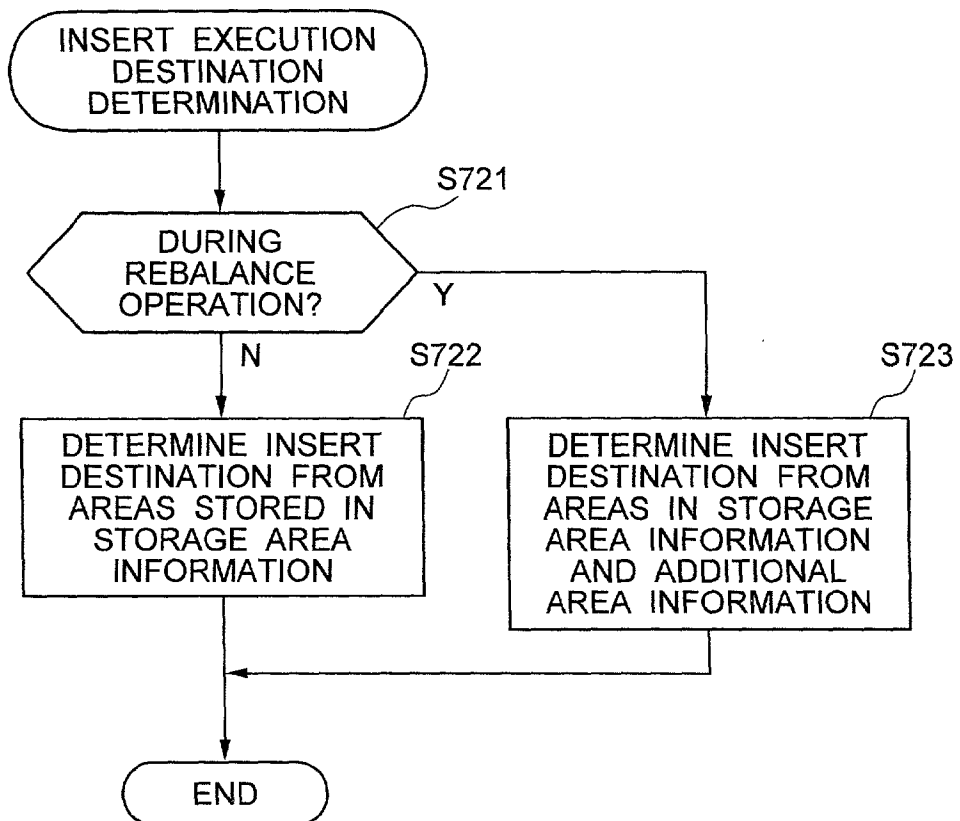 INSERT EXECUTION
DESTINATION
DETERMINATION
S721
DURING
REBALANCE
OPERATION?
Y
N
S722
S723
DETERMINE INSERT
DESTINATION FROM
AREAS STORED IN
STORAGE AREA
INFORMATION
DETERMINE INSERT
DESTINATION FROM
AREAS IN STORAGE
AREA INFORMATION
AND ADDITIONAL
AREA INFORMATION
END